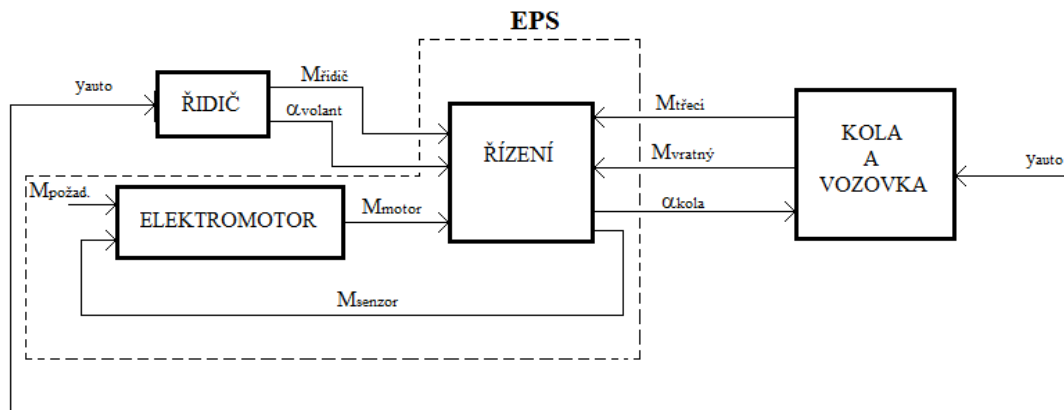 EPS
yauto
ŘIDIČ
Mřidič
αvolant
Mpožad.
ELEKTROMOTOR
Mmotor
ŘÍZENÍ
Msenzor
Mtřecí
Mvratný
αkola
KOLA
A
VOZOVKA
yauto